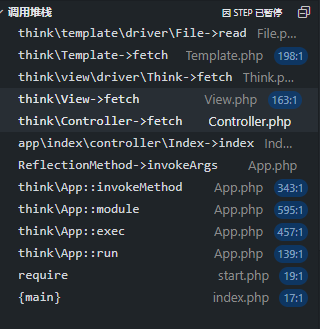 调用堆栈 因 STEP 已暂停
think\template\driver\File->read File.p...
think\Template->fetch Template.php 198:1
think\view\driver\Think->fetch Think.p...
think\View->fetch View.php 163:1
think\Controller->fetch Controller.php
app\index\controller\Index->index Ind...
ReflectionMethod->invokeArgs App.php
think\App::invokeMethod App.php 343:1
think\App::module App.php 595:1
think\App::exec App.php 457:1
think\App::run App.php 139:1
require start.php 19:1
{main} index.php 17:1